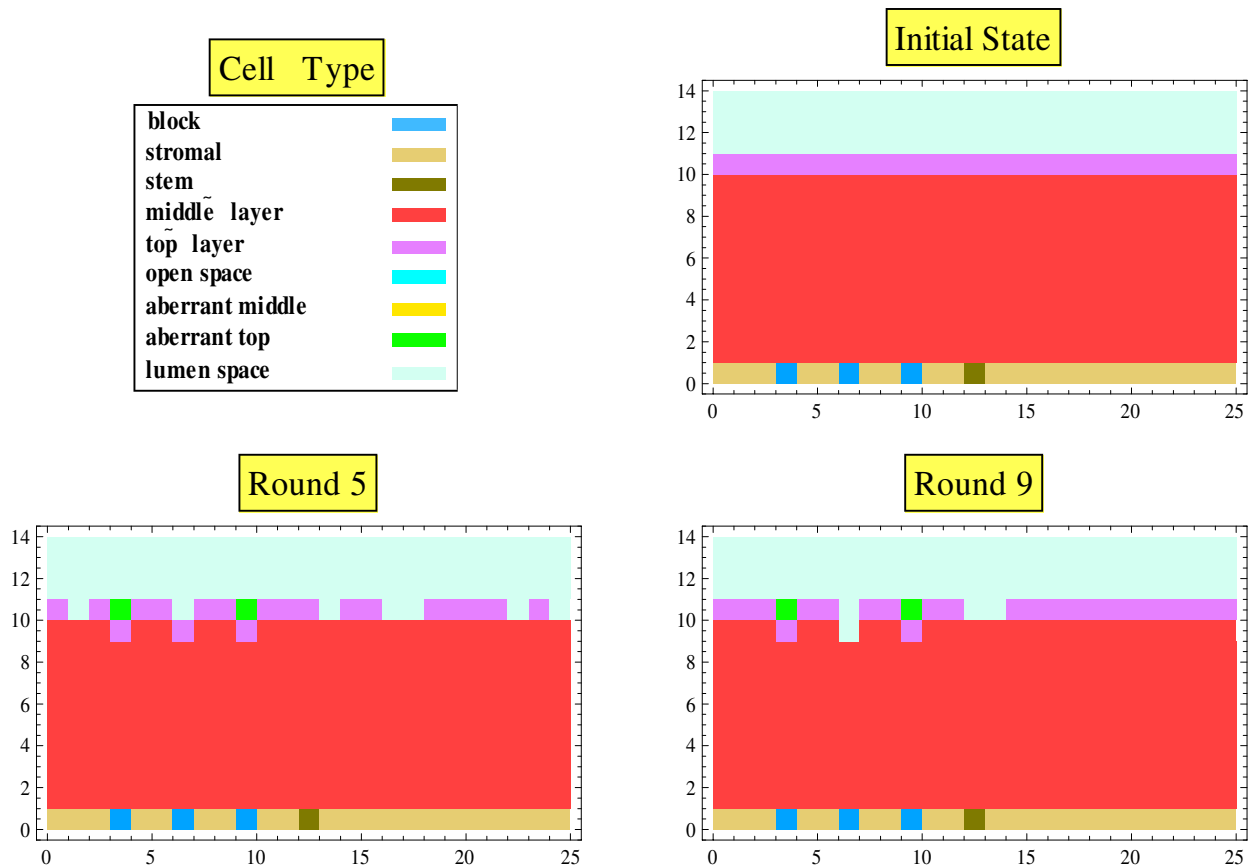 Cell Type
block
stromal
stem
middlẽ layer
top̃ layer
open space
aberrant middle
aberrant top
lumen space
Initial State
14
12
10
8
6
4
2
0
0 5 10 15 20 25
Round 5
14
12
10
8
6
4
2
0
0 5 10 15 20 25
Round 9
14
12
10
8
6
4
2
0
0 5 10 15 20 25